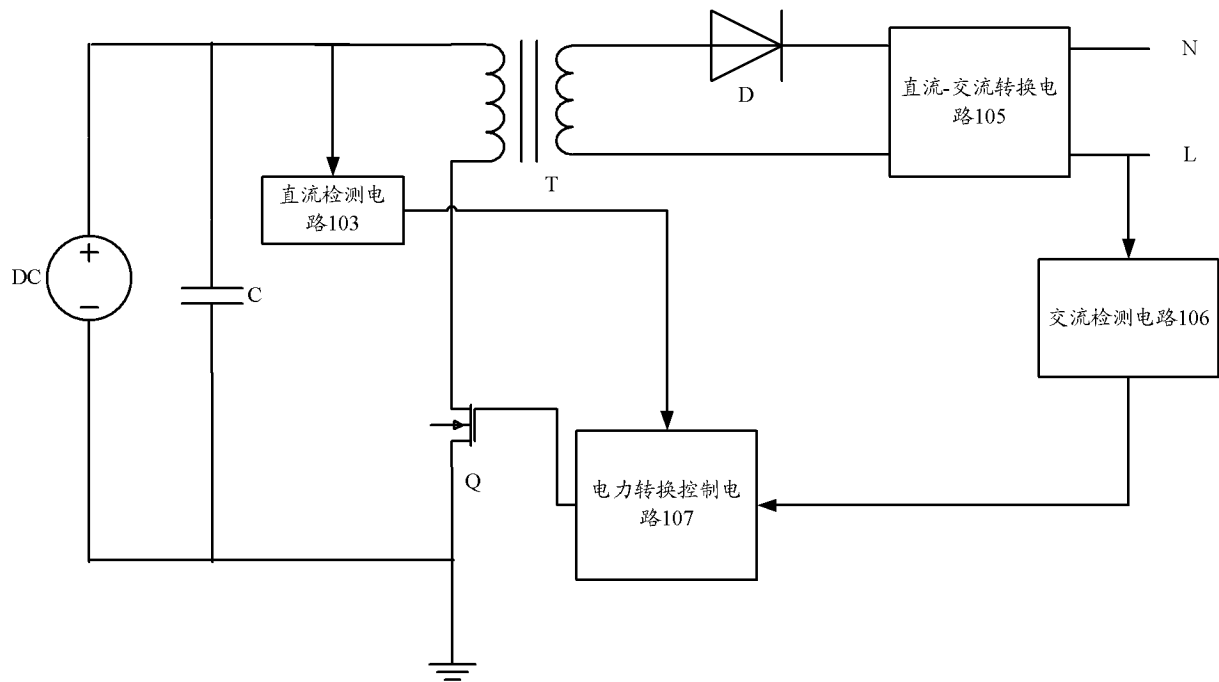 N
直流-交流转换电
路105
D
L
T
直流检测电
路103
DC
+
−
C
交流检测电路106
Q
电力转换控制电
路107